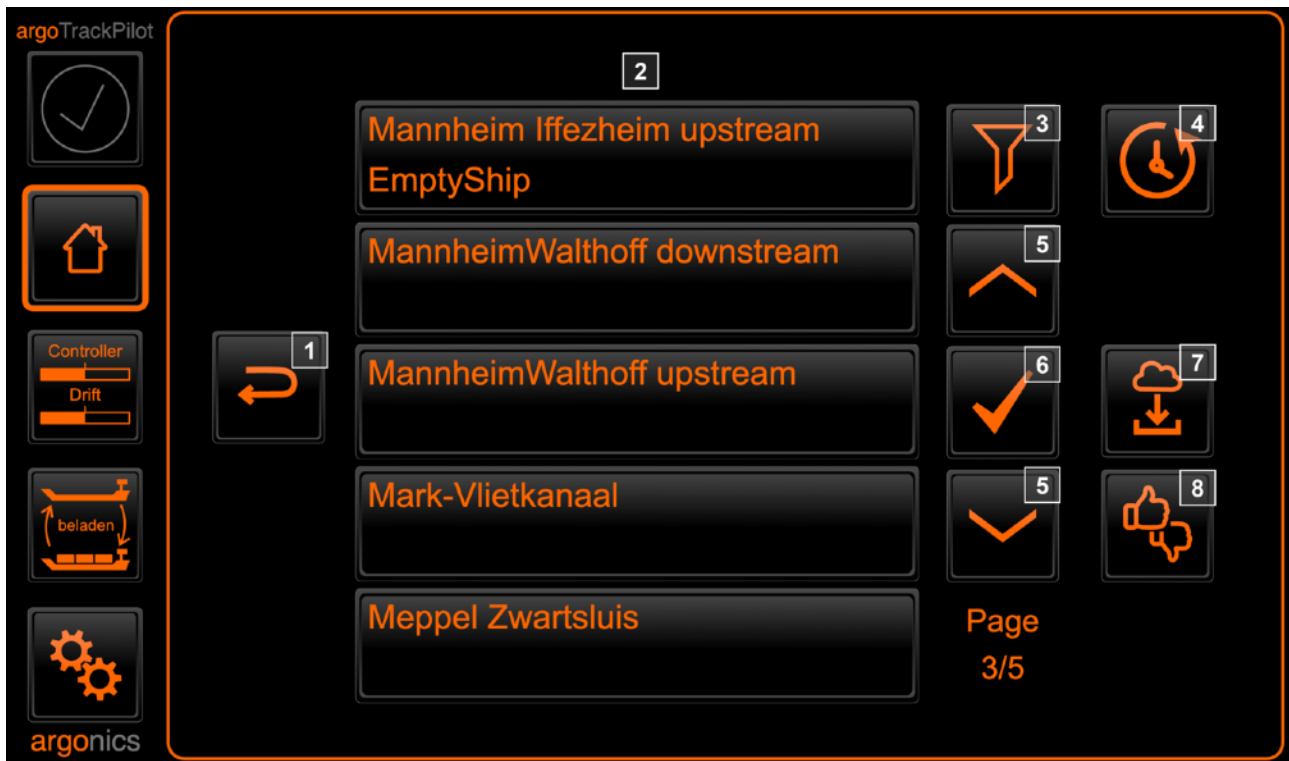 argoTrackPilot
Controller
Drift
beladen
argonics
1
2
Mannheim Iffezheim upstream
EmptyShip
MannheimWalthoff downstream
MannheimWalthoff upstream
Mark-Vlietkanaal
Meppel Zwartsluis
3
4
5
6
7
5
8
Page
3/5